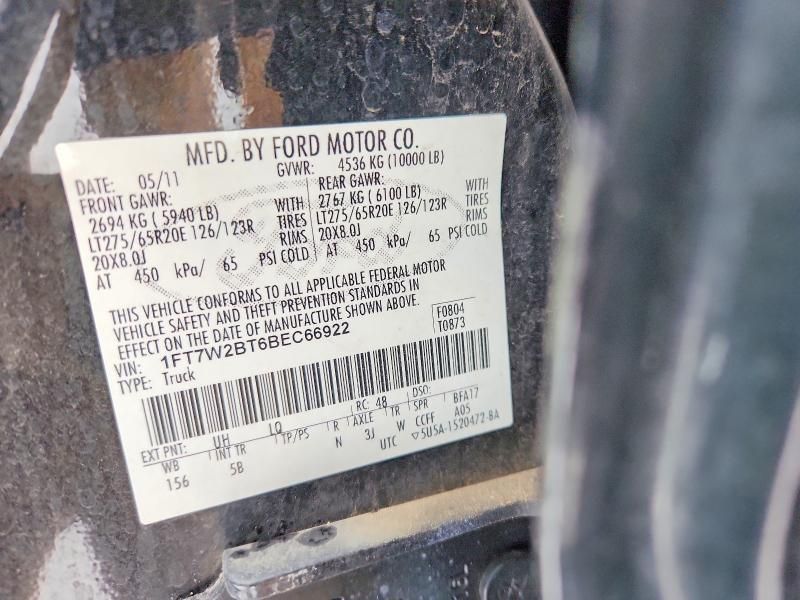 MFD. BY FORD MOTOR CO.
DATE: 05/11 GVWR: 4536 KG (10000 LB)
FRONT GAWR: REAR GAWR:
2694 KG (5940 LB) WITH 2767 KG (6100 LB) WITH
LT275/65R20E 126/123R TIRES LT275/65R20E 126/123R TIRES
20X8.0J RIMS 20X8.0J RIMS
AT 450 kPa/ 65 PSI COLD AT 450 kPa/ 65 PSI COLD
THIS VEHICLE CONFORMS TO ALL APPLICABLE FEDERAL MOTOR
VEHICLE SAFETY AND THEFT PREVENTION STANDARDS IN
EFFECT ON THE DATE OF MANUFACTURE SHOWN ABOVE.
VIN: 1FT7W2BT6BEC66922 F0804
TYPE: Truck T0873
EXT PNT: UH LQ RC: 48 DSO:
WB INT TR TP/PS R AXLE TR SPR BFA17
156 5B N 3J W CCFF A05
UTC ▽5U5A-1520472-BA